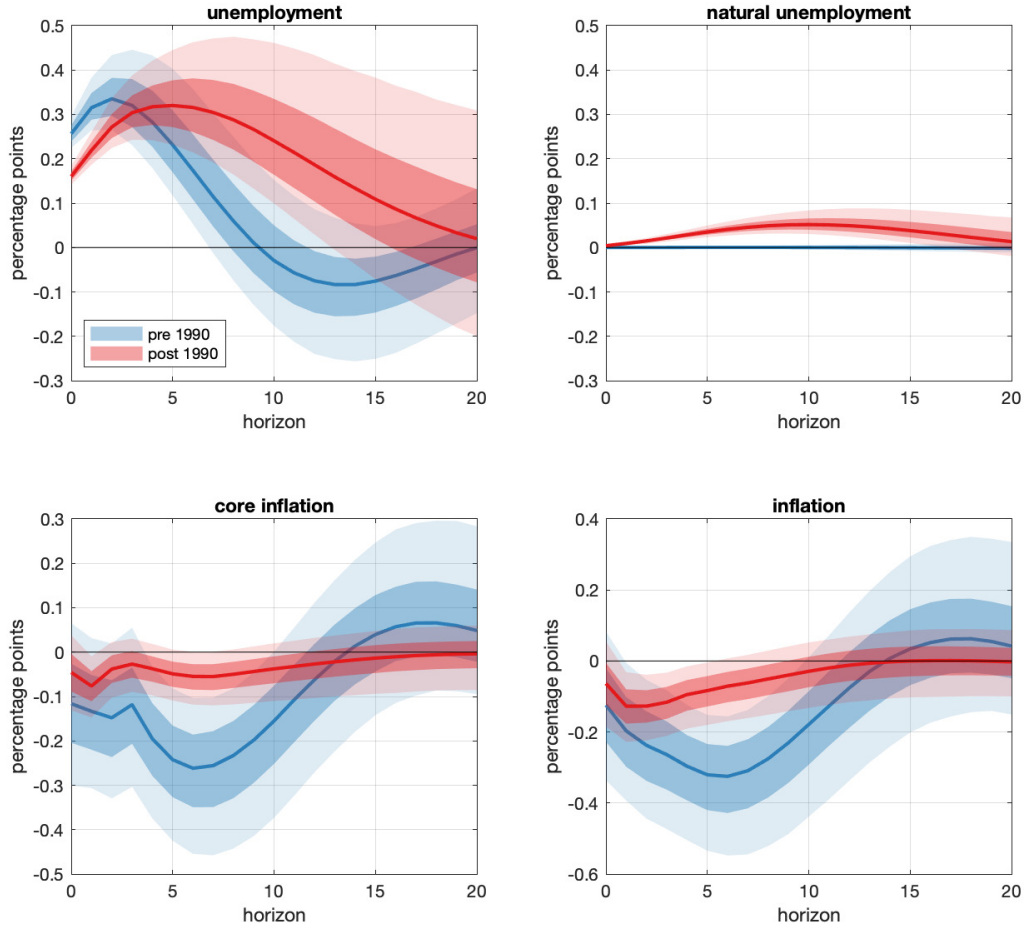 unemployment
percentage points
0.5
0.4
0.3
0.2
0.1
0
-0.1
-0.2
-0.3
pre 1990
post 1990
0 5 10 15 20
horizon
natural unemployment
percentage points
0.5
0.4
0.3
0.2
0.1
0
-0.1
-0.2
-0.3
0 5 10 15 20
horizon
core inflation
percentage points
0.3
0.2
0.1
0
-0.1
-0.2
-0.3
-0.4
-0.5
0 5 10 15 20
horizon
inflation
percentage points
0.4
0.2
0
-0.2
-0.4
-0.6
0 5 10 15 20
horizon